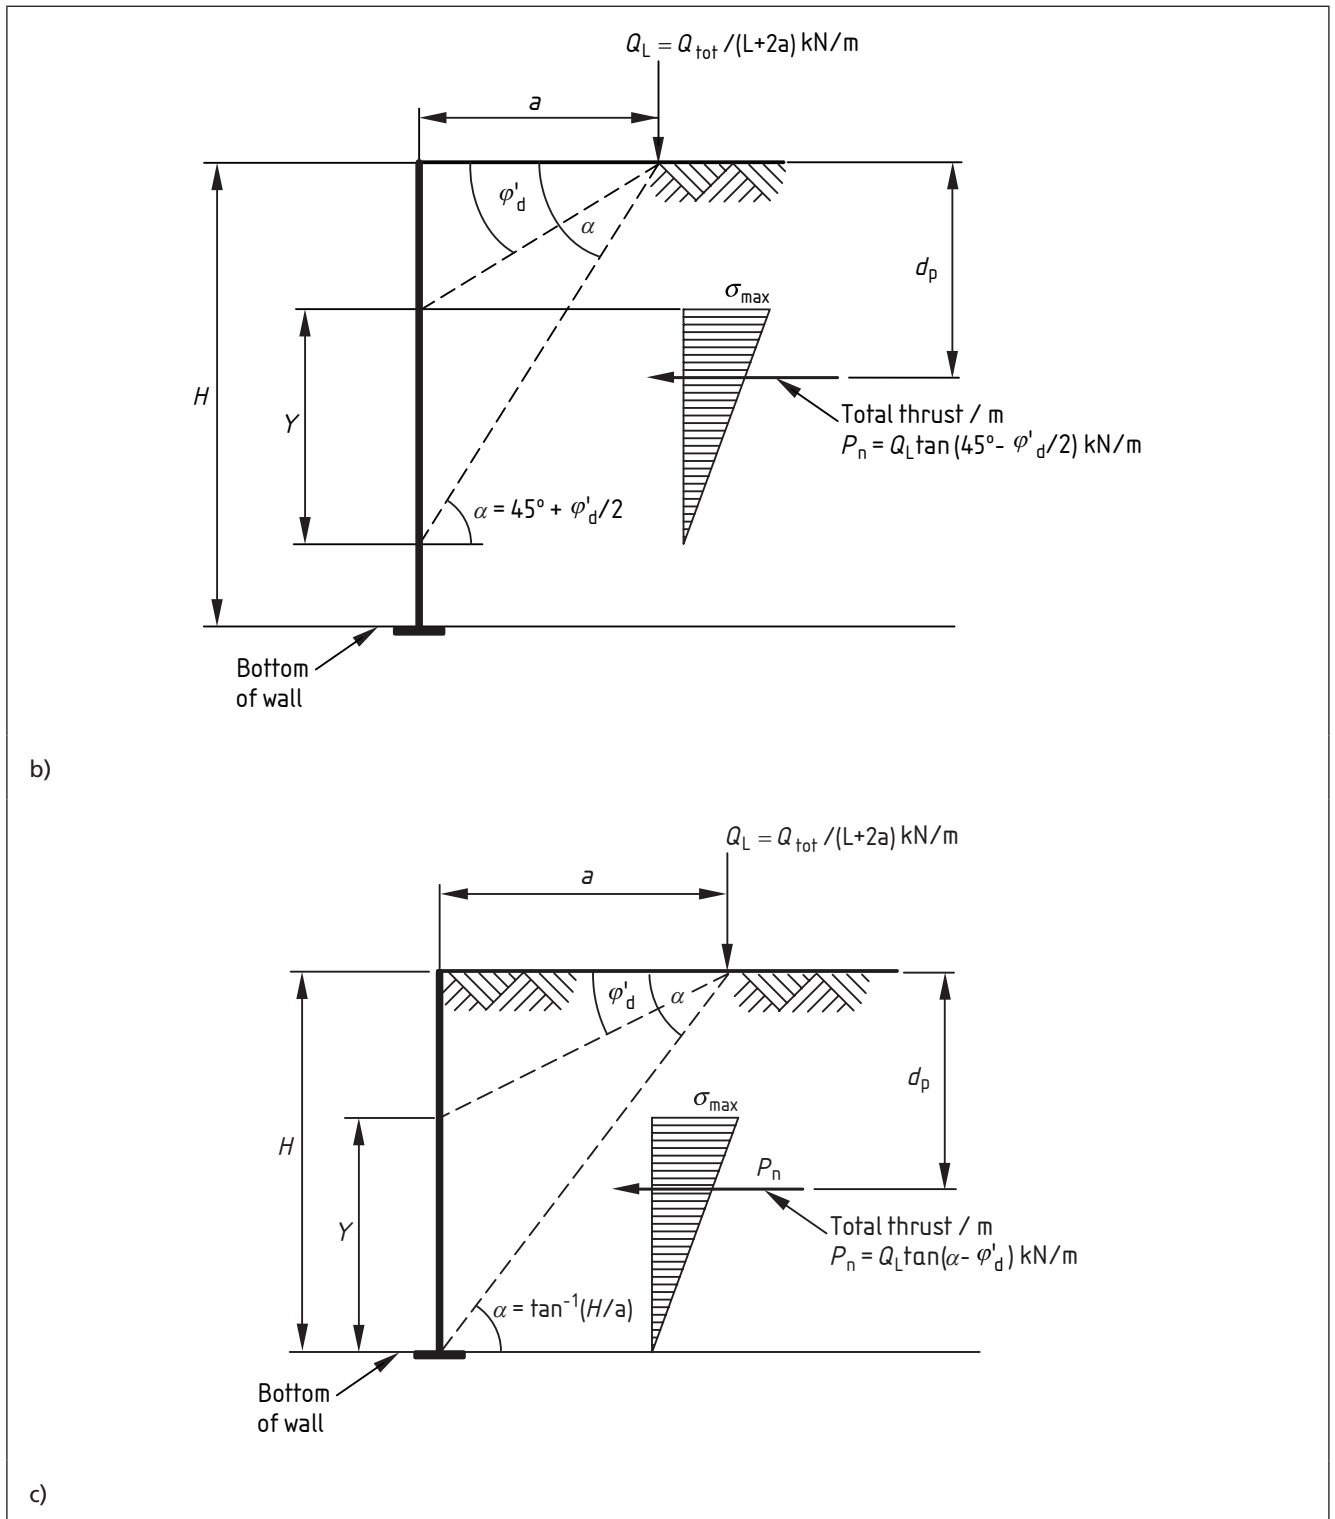 Q_L = Q_tot /(L+2a) kN/m
a
φ'_d
α
d_p
σ_max
H
Y
Total thrust / m
P_n = Q_L tan (45°- φ'_d/2) kN/m
α = 45° + φ'_d/2
Bottom
of wall
b)
Q_L = Q_tot /(L+2a) kN/m
a
φ'_d
α
d_p
σ_max
H
P_n
Y
Total thrust / m
P_n = Q_L tan(α- φ'_d) kN/m
α = tan⁻¹(H/a)
Bottom
of wall
c)